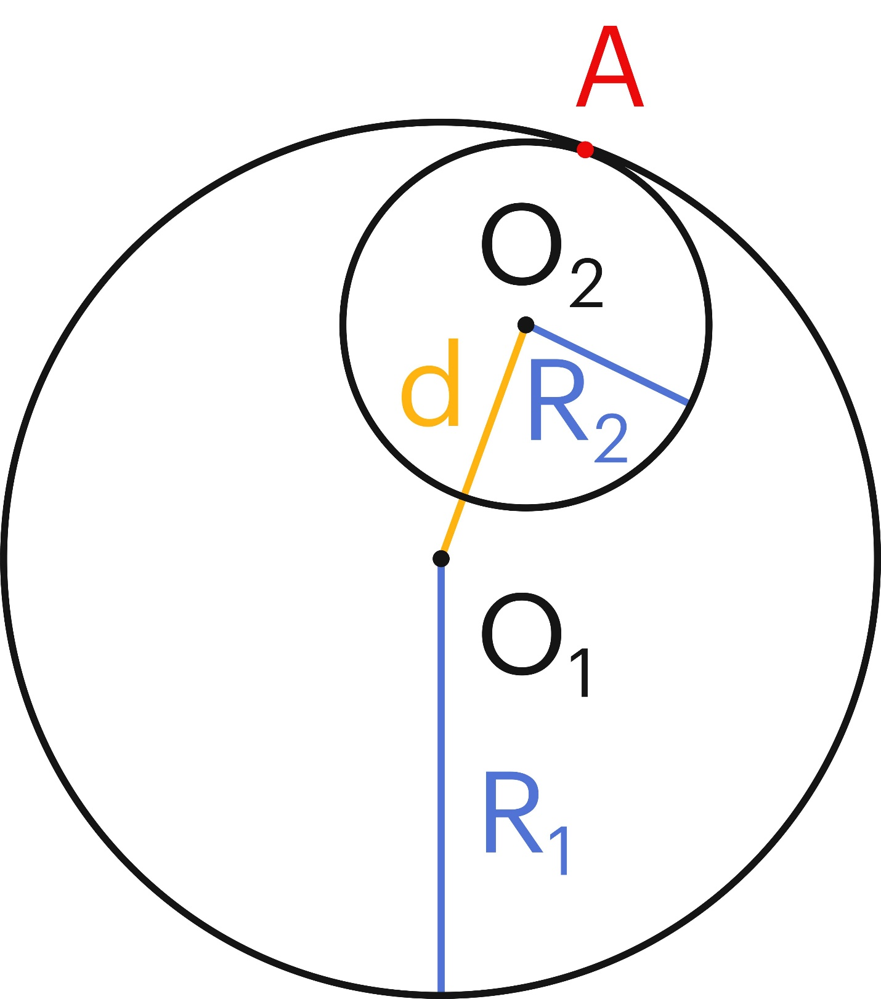 A
O₂
d
R₂
O₁
R₁